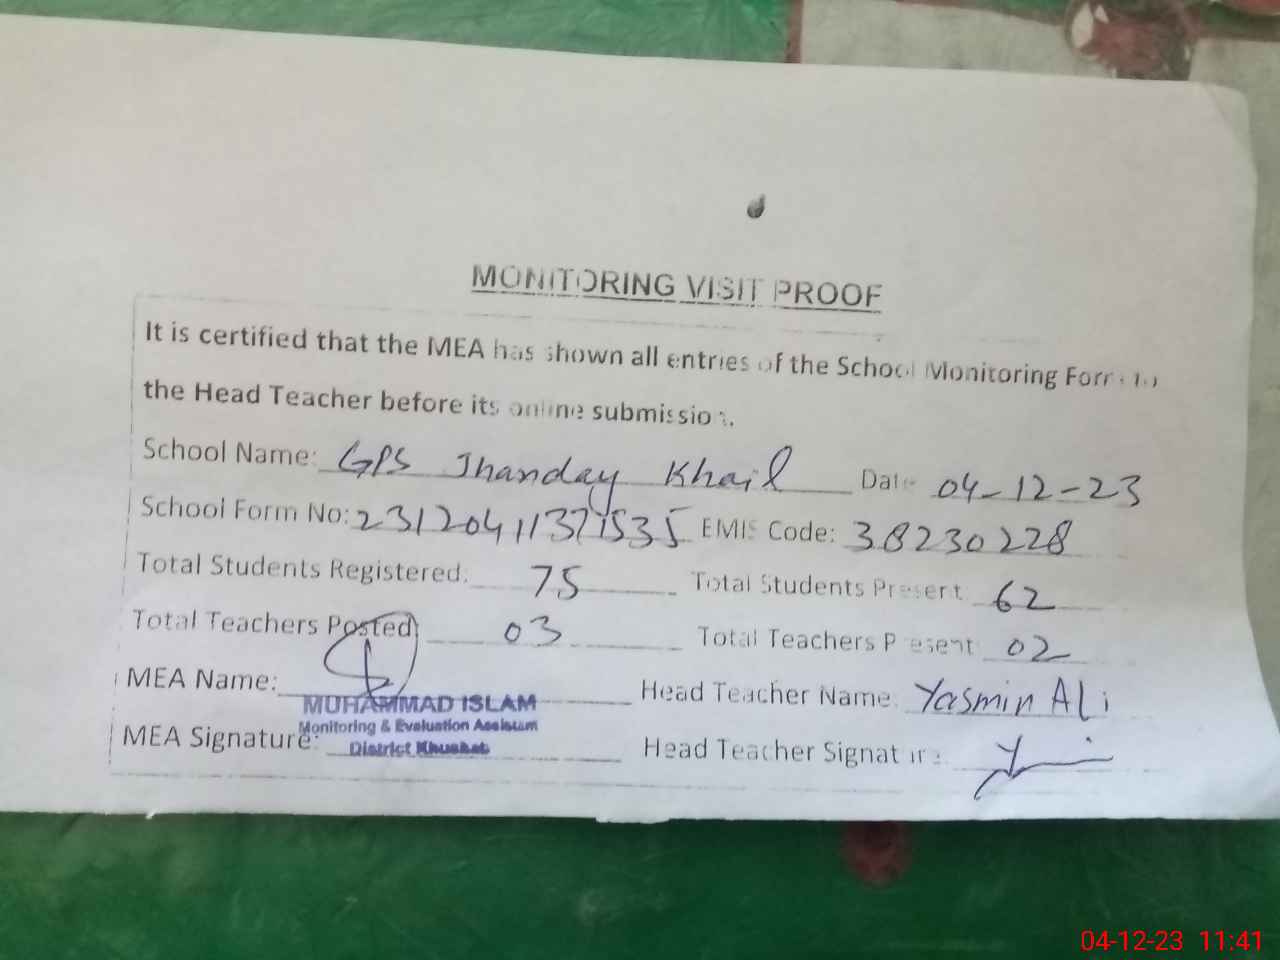 MONITORING VISIT PROOF
It is certified that the MEA has shown all entries of the School Monitoring Form to
the Head Teacher before its online submission.
School Name: GPS Jhanday Khail Date 04-12-23
School Form No: 23120411371535 EMIS Code: 38230228
Total Students Registered: 75 Total Students Present 62
Total Teachers Posted 03 Total Teachers Present 02
MEA Name: Head Teacher Name Yasmin Ali
MUHAMMAD ISLAM
Monitoring & Evaluation Assistant
MEA Signature: District Khushab Head Teacher Signature:
04-12-23 11:41